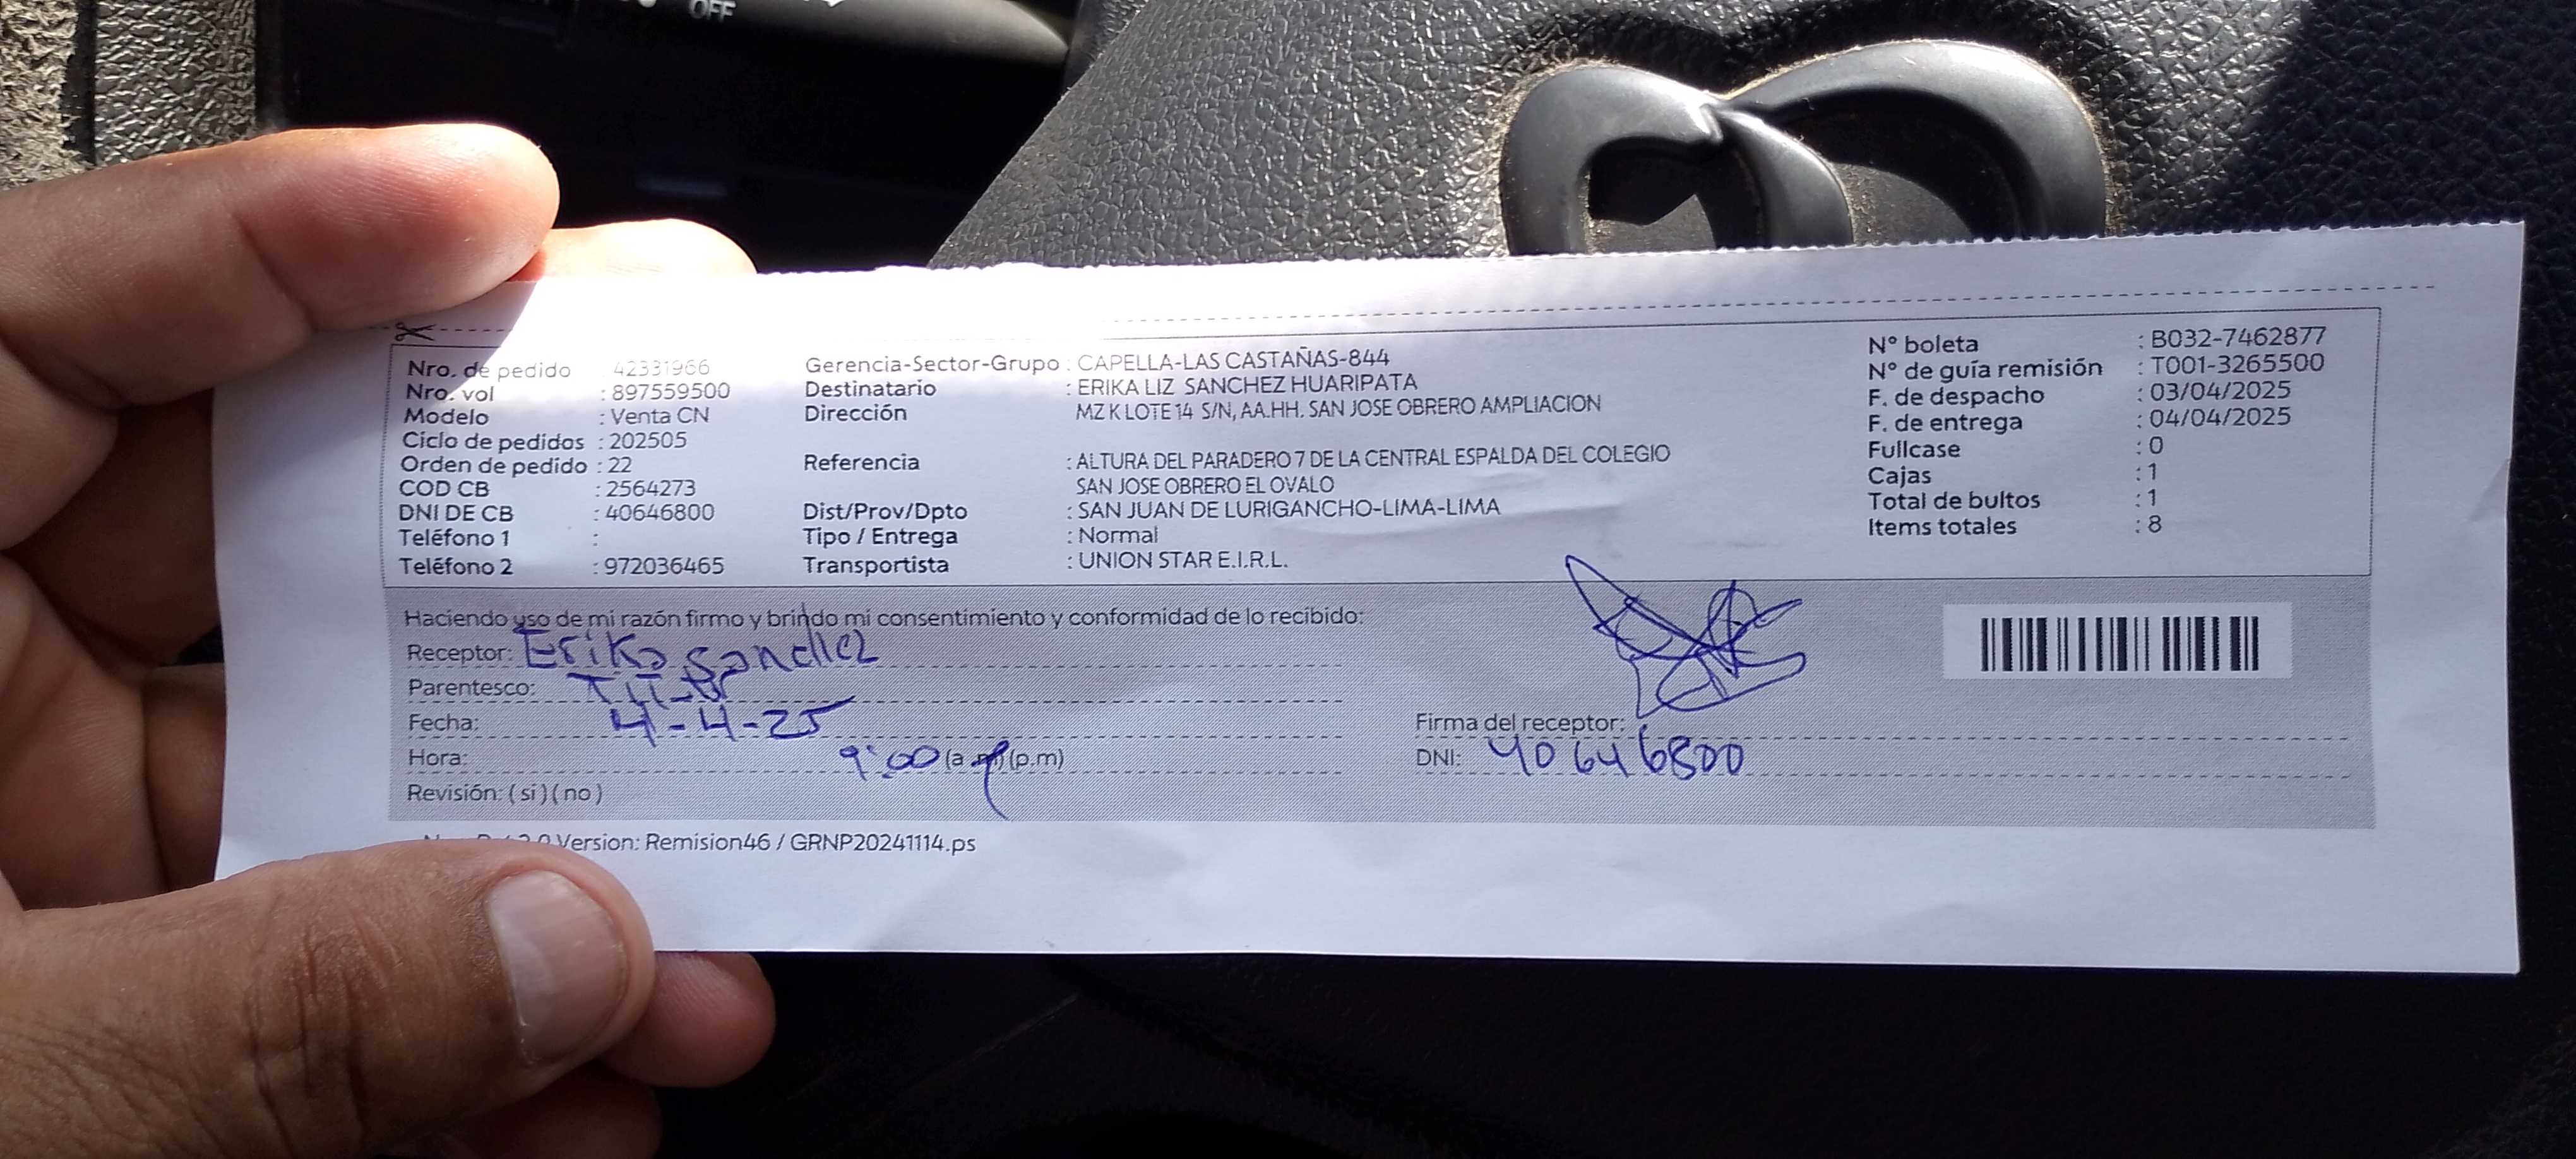 OFF
Nro. de pedido 42331966
Nro. vol : 897559500
Modelo : Venta CN
Ciclo de pedidos : 202505
Orden de pedido : 22
COD CB : 2564273
DNI DE CB : 40646800
Teléfono 1 :
Teléfono 2 : 972036465
Gerencia-Sector-Grupo : CAPELLA-LAS CASTAÑAS-844
Destinatario : ERIKA LIZ SANCHEZ HUARIPATA
Dirección MZ K LOTE 14 S/N, AA.HH. SAN JOSE OBRERO AMPLIACION
Referencia : ALTURA DEL PARADERO 7 DE LA CENTRAL ESPALDA DEL COLEGIO
SAN JOSE OBRERO EL OVALO
Dist/Prov/Dpto : SAN JUAN DE LURIGANCHO-LIMA-LIMA
Tipo / Entrega : Normal
Transportista : UNION STAR E.I.R.L.
N° boleta : B032-7462877
N° de guía remisión : T001-3265500
F. de despacho : 03/04/2025
F. de entrega : 04/04/2025
Fullcase : 0
Cajas : 1
Total de bultos : 1
Items totales : 8
Haciendo uso de mi razón firmo y brindo mi consentimiento y conformidad de lo recibido:
Receptor: Erika Sanchez
Parentesco:
Fecha: 4-4-25
Hora: 9:00 (a.m) (p.m)
Revisión: ( sí ) ( no )
Firma del receptor:
DNI: 40646800
Version: Remision46 / GRNP20241114.ps